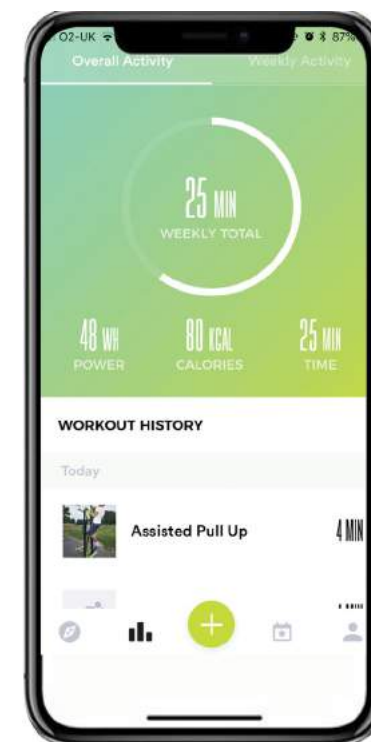 O2-UK 87%
Overall Activity Weekly Activity
25 MIN
WEEKLY TOTAL
48 WH 80 KCAL 25 MIN
POWER CALORIES TIME
WORKOUT HISTORY
Today
Assisted Pull Up 4 MIN